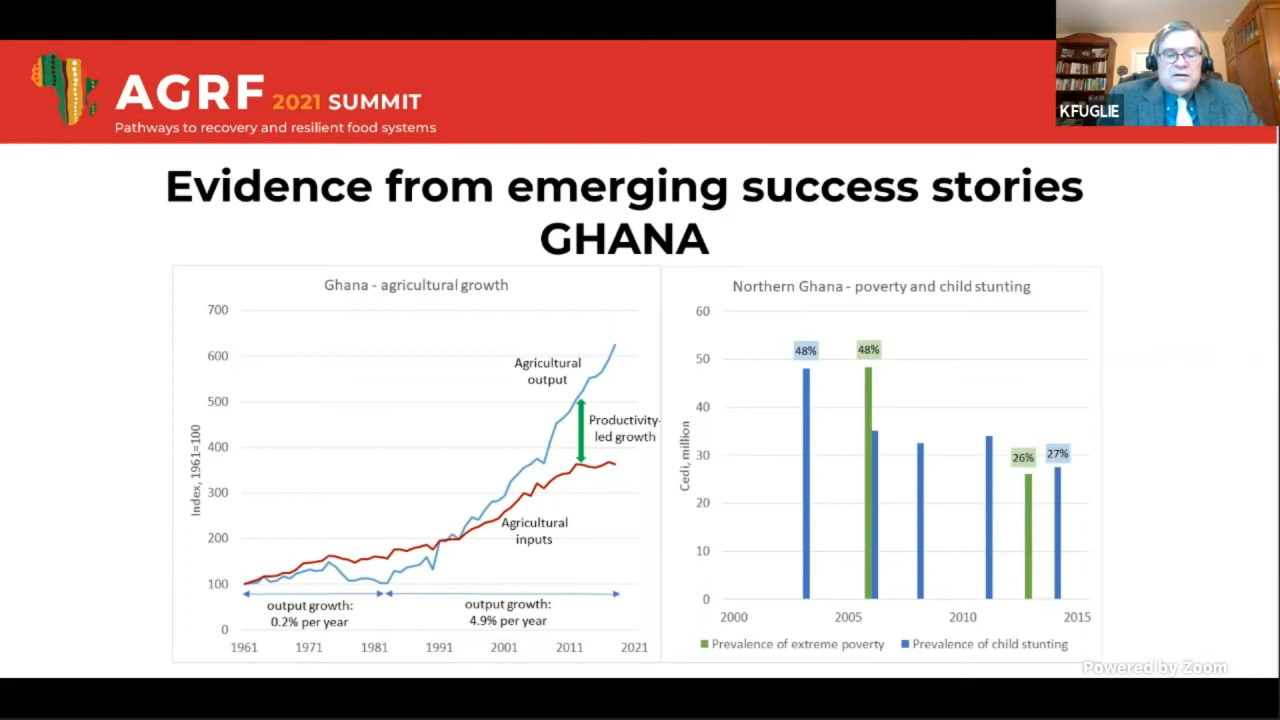 AGRF 2021 SUMMIT
Pathways to recovery and resilient food systems
KFUGLIE
Evidence from emerging success stories
GHANA
Ghana - agricultural growth
Index, 1961=100
700
600
500
400
300
200
100
0
Agricultural
output
Productivity-
led growth
Agricultural
inputs
output growth:
0.2% per year
output growth:
4.9% per year
1961 1971 1981 1991 2001 2011 2021
Northern Ghana - poverty and child stunting
Cedi, million
60
50
40
30
20
10
0
48%
48%
26%
27%
2000 2005 2010 2015
Prevalence of extreme poverty
Prevalence of child stunting
Powered by Zoom